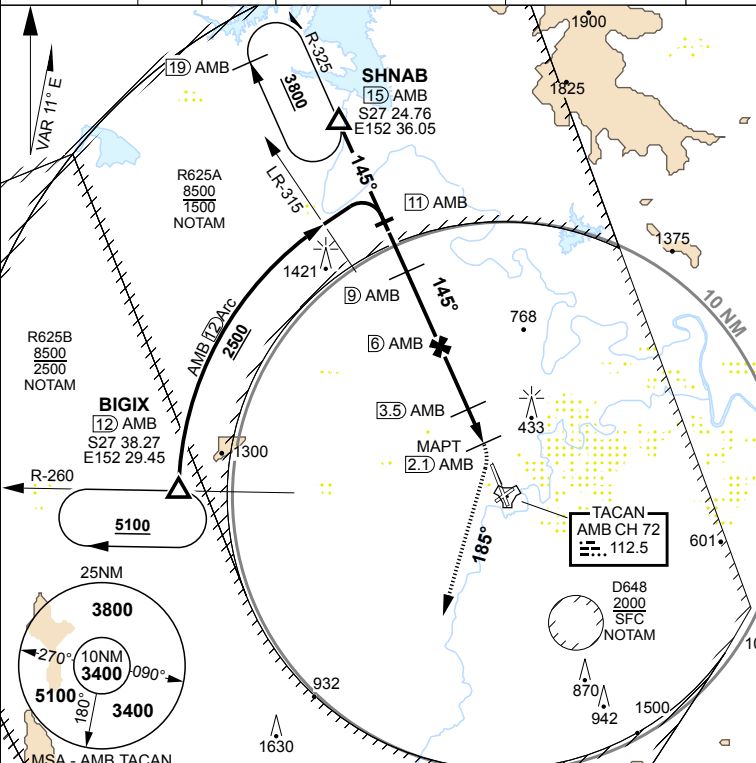 1900
R-325
19 AMB
3800
SHNAB
15 AMB
S27 24.76
E152 36.05
1825
VAR 11° E
145°
R625A
8500
1500
NOTAM
LR-315
11 AMB
1375
1421
9 AMB
145°
10 NM
768
AMB 12 Arc
2500
6 AMB
R625B
8500
2500
NOTAM
BIGIX
12 AMB
S27 38.27
E152 29.45
3.5 AMB
433
MAPT
2.1 AMB
1300
R-260
5100
185°
TACAN
AMB CH 72
112.5
601
25NM
3800
D648
2000
SFC
NOTAM
10NM
3400
270°
090°
5100
180°
3400
932
870
942
1500
1630
MSA - AMB TACAN
10